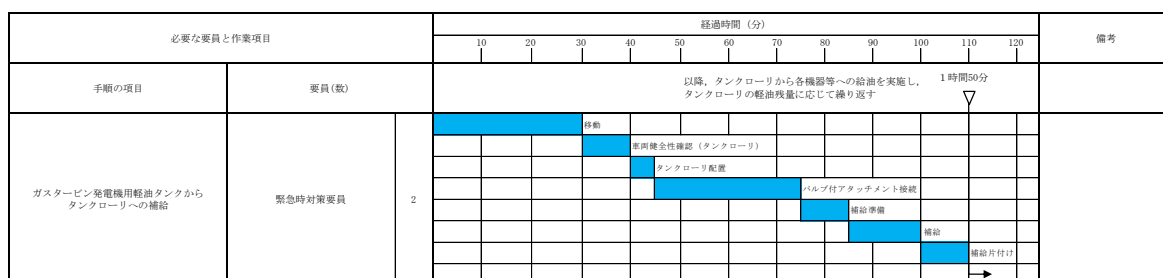 必要な要員と作業項目
経過時間（分）
備考
10 20 30 40 50 60 70 80 90 100 110 120
手順の項目
要員(数)
以降，タンクローリから各機器等への給油を実施し，
タンクローリの軽油残量に応じて繰り返す
1時間50分
移動
車両健全性確認（タンクローリ）
タンクローリ配置
ガスタービン発電機用軽油タンクから
タンクローリへの補給
緊急時対策要員
2
バルブ付アタッチメント接続
補給準備
補給
補給片付け